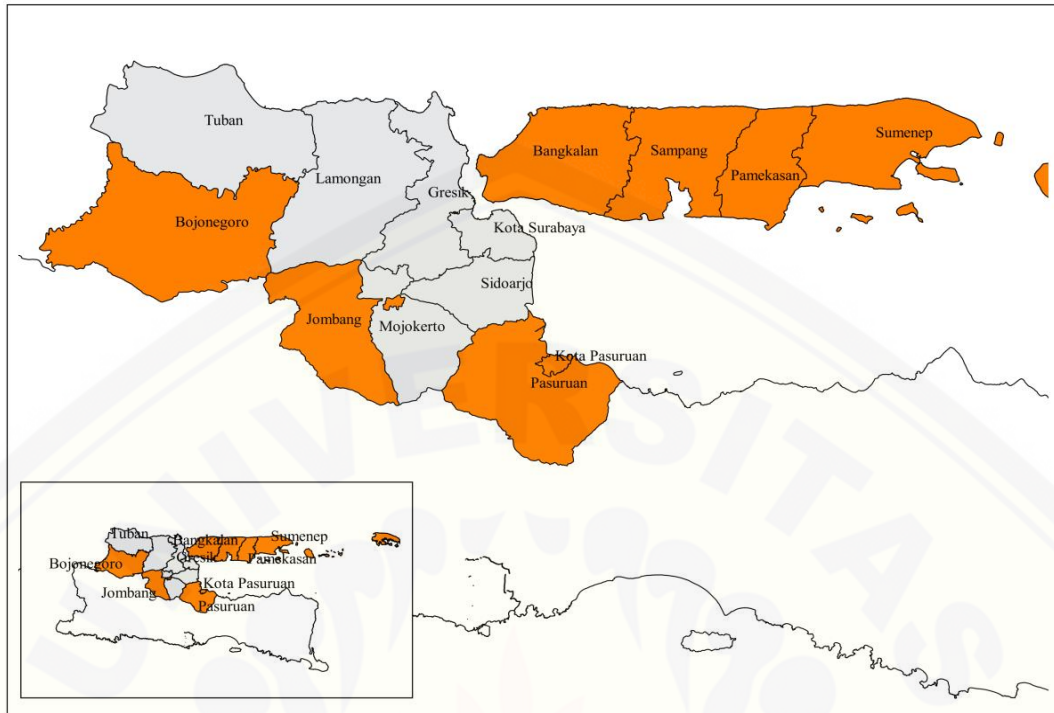 Tuban
Lamongan
Gresik
Bangkalan
Sampang
Pamekasan
Sumenep
Bojonegoro
Kota Surabaya
Sidoarjo
Jombang
Mojokerto
Kota Pasuruan
Pasuruan
Tuban
Bangkalan
Sumenep
Bojonegoro
Gresik
Pamekasan
Jombang
Kota Pasuruan
Pasuruan
UNIVERSITAS